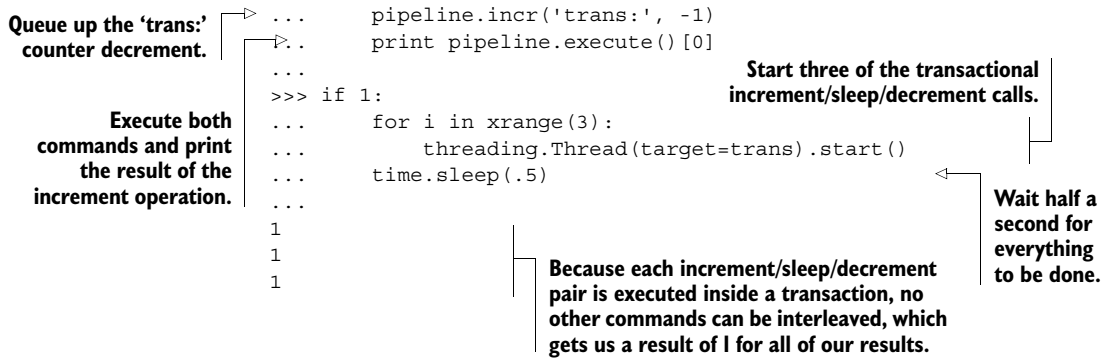 Queue up the ‘trans:’
counter decrement.
... pipeline.incr('trans:', -1)
... print pipeline.execute()[0]
...
Execute both
commands and print
the result of the
increment operation.
>>> if 1:
... for i in xrange(3):
... threading.Thread(target=trans).start()
... time.sleep(.5)
...
1
1
1
Start three of the transactional
increment/sleep/decrement calls.
Wait half a
second for
everything
to be done.
Because each increment/sleep/decrement
pair is executed inside a transaction, no
other commands can be interleaved, which
gets us a result of 1 for all of our results.